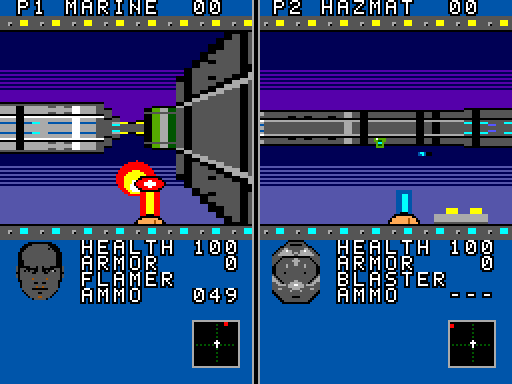 P1 MARINE 00
P2 HAZMAT 00
HEALTH 100
ARMOR 0
FLAMER
AMMO 049
HEALTH 100
ARMOR 0
BLASTER
AMMO ---